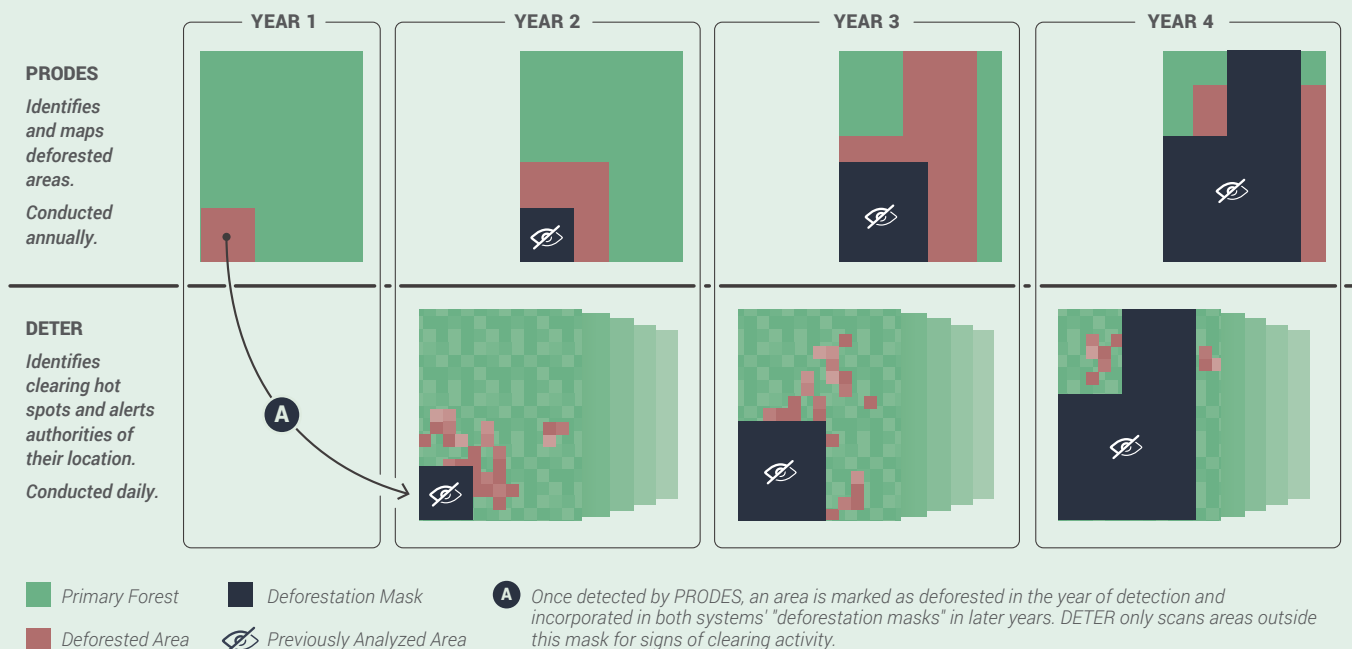 YEAR 1
YEAR 2
YEAR 3
YEAR 4
PRODES
Identifies
and maps
deforested
areas.
Conducted
annually.
DETER
Identifies
clearing hot
spots and alerts
authorities of
their location.
Conducted daily.
A
Primary Forest
Deforested Area
Deforestation Mask
Previously Analyzed Area
A
Once detected by PRODES, an area is marked as deforested in the year of detection and
incorporated in both systems' "deforestation masks" in later years. DETER only scans areas outside
this mask for signs of clearing activity.